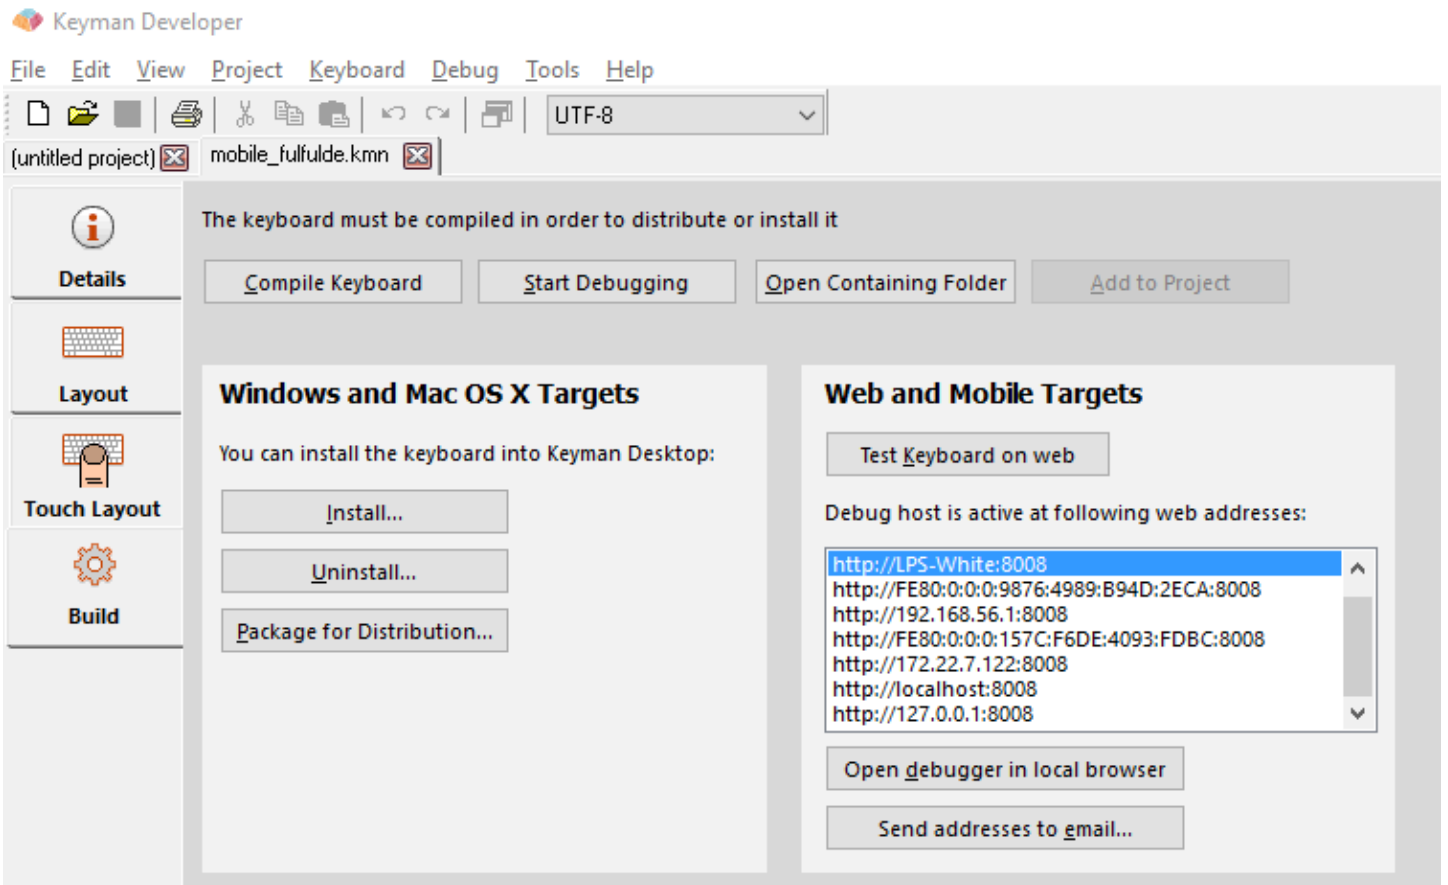 Keyman Developer
File Edit View Project Keyboard Debug Tools Help
UTF-8
(untitled project) mobile_fulfulde.kmn
Details
Layout
Touch Layout
Build
The keyboard must be compiled in order to distribute or install it
Compile Keyboard Start Debugging Open Containing Folder Add to Project
Windows and Mac OS X Targets
You can install the keyboard into Keyman Desktop:
Install...
Uninstall...
Package for Distribution...
Web and Mobile Targets
Test Keyboard on web
Debug host is active at following web addresses:
http://LPS-White:8008
http://FE80:0:0:0:9876:4989:B94D:2ECA:8008
http://192.168.56.1:8008
http://FE80:0:0:0:157C:F6DE:4093:FDBC:8008
http://172.22.7.122:8008
http://localhost:8008
http://127.0.0.1:8008
Open debugger in local browser
Send addresses to email...